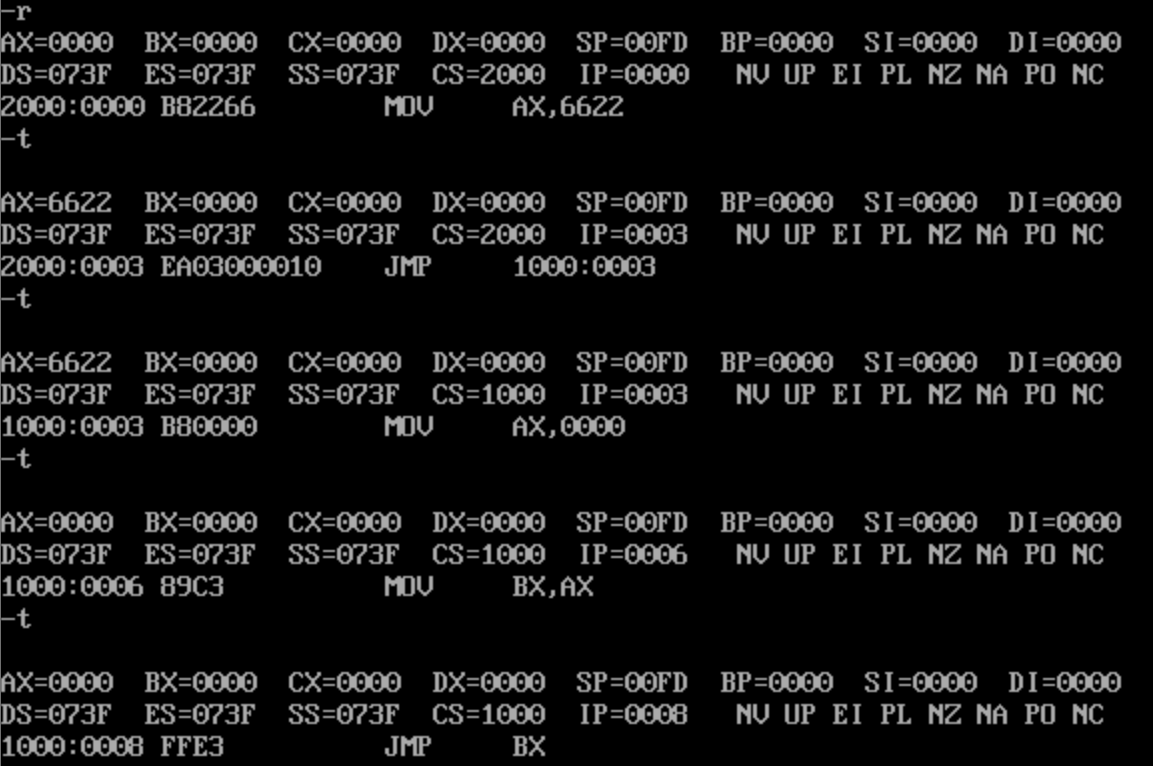 -r
AX=0000  BX=0000  CX=0000  DX=0000  SP=00FD  BP=0000  SI=0000  DI=0000
DS=073F  ES=073F  SS=073F  CS=2000  IP=0000   NV UP EI PL NZ NA PO NC
2000:0000 B82266        MOV     AX,6622
-t
AX=6622  BX=0000  CX=0000  DX=0000  SP=00FD  BP=0000  SI=0000  DI=0000
DS=073F  ES=073F  SS=073F  CS=2000  IP=0003   NV UP EI PL NZ NA PO NC
2000:0003 EA03000010    JMP     1000:0003
-t
AX=6622  BX=0000  CX=0000  DX=0000  SP=00FD  BP=0000  SI=0000  DI=0000
DS=073F  ES=073F  SS=073F  CS=1000  IP=0003   NV UP EI PL NZ NA PO NC
1000:0003 B80000        MOV     AX,0000
-t
AX=0000  BX=0000  CX=0000  DX=0000  SP=00FD  BP=0000  SI=0000  DI=0000
DS=073F  ES=073F  SS=073F  CS=1000  IP=0006   NV UP EI PL NZ NA PO NC
1000:0006 89C3          MOV     BX,AX
-t
AX=0000  BX=0000  CX=0000  DX=0000  SP=00FD  BP=0000  SI=0000  DI=0000
DS=073F  ES=073F  SS=073F  CS=1000  IP=0008   NV UP EI PL NZ NA PO NC
1000:0008 FFE3          JMP     BX